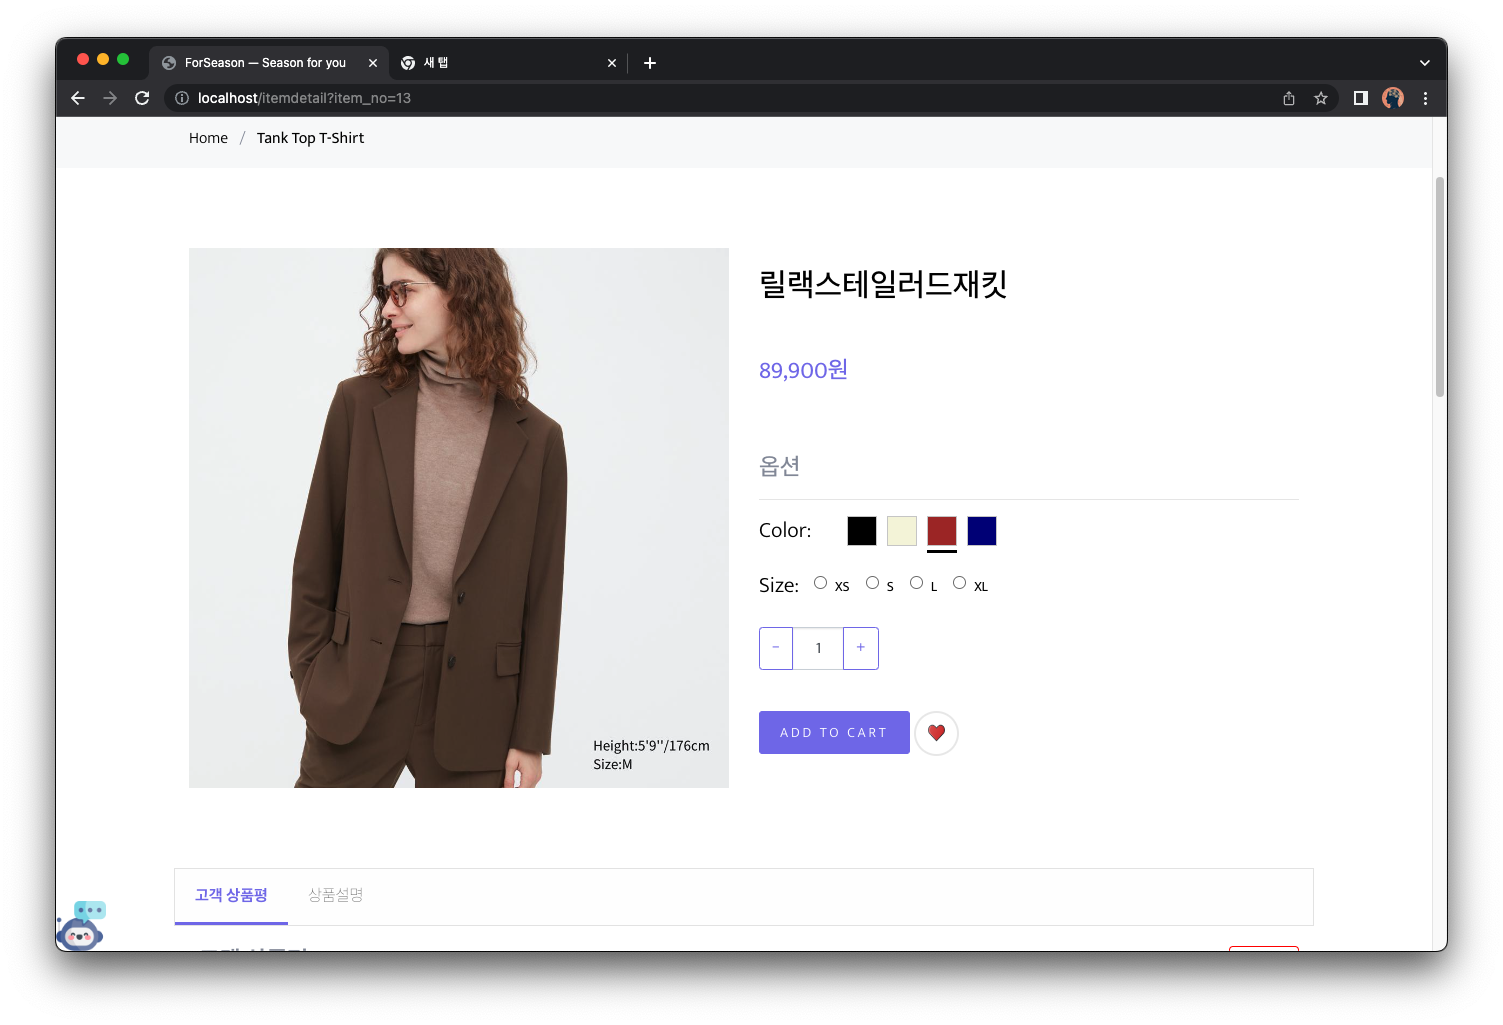 ForSeason — Season for you
새 탭
localhost/itemdetail?item_no=13
Home / Tank Top T-Shirt
릴랙스테일러드재킷
89,900원
옵션
Color:
Size: XS S L XL
- 1 +
ADD TO CART
Height:5'9''/176cm
Size:M
고객 상품평 상품설명